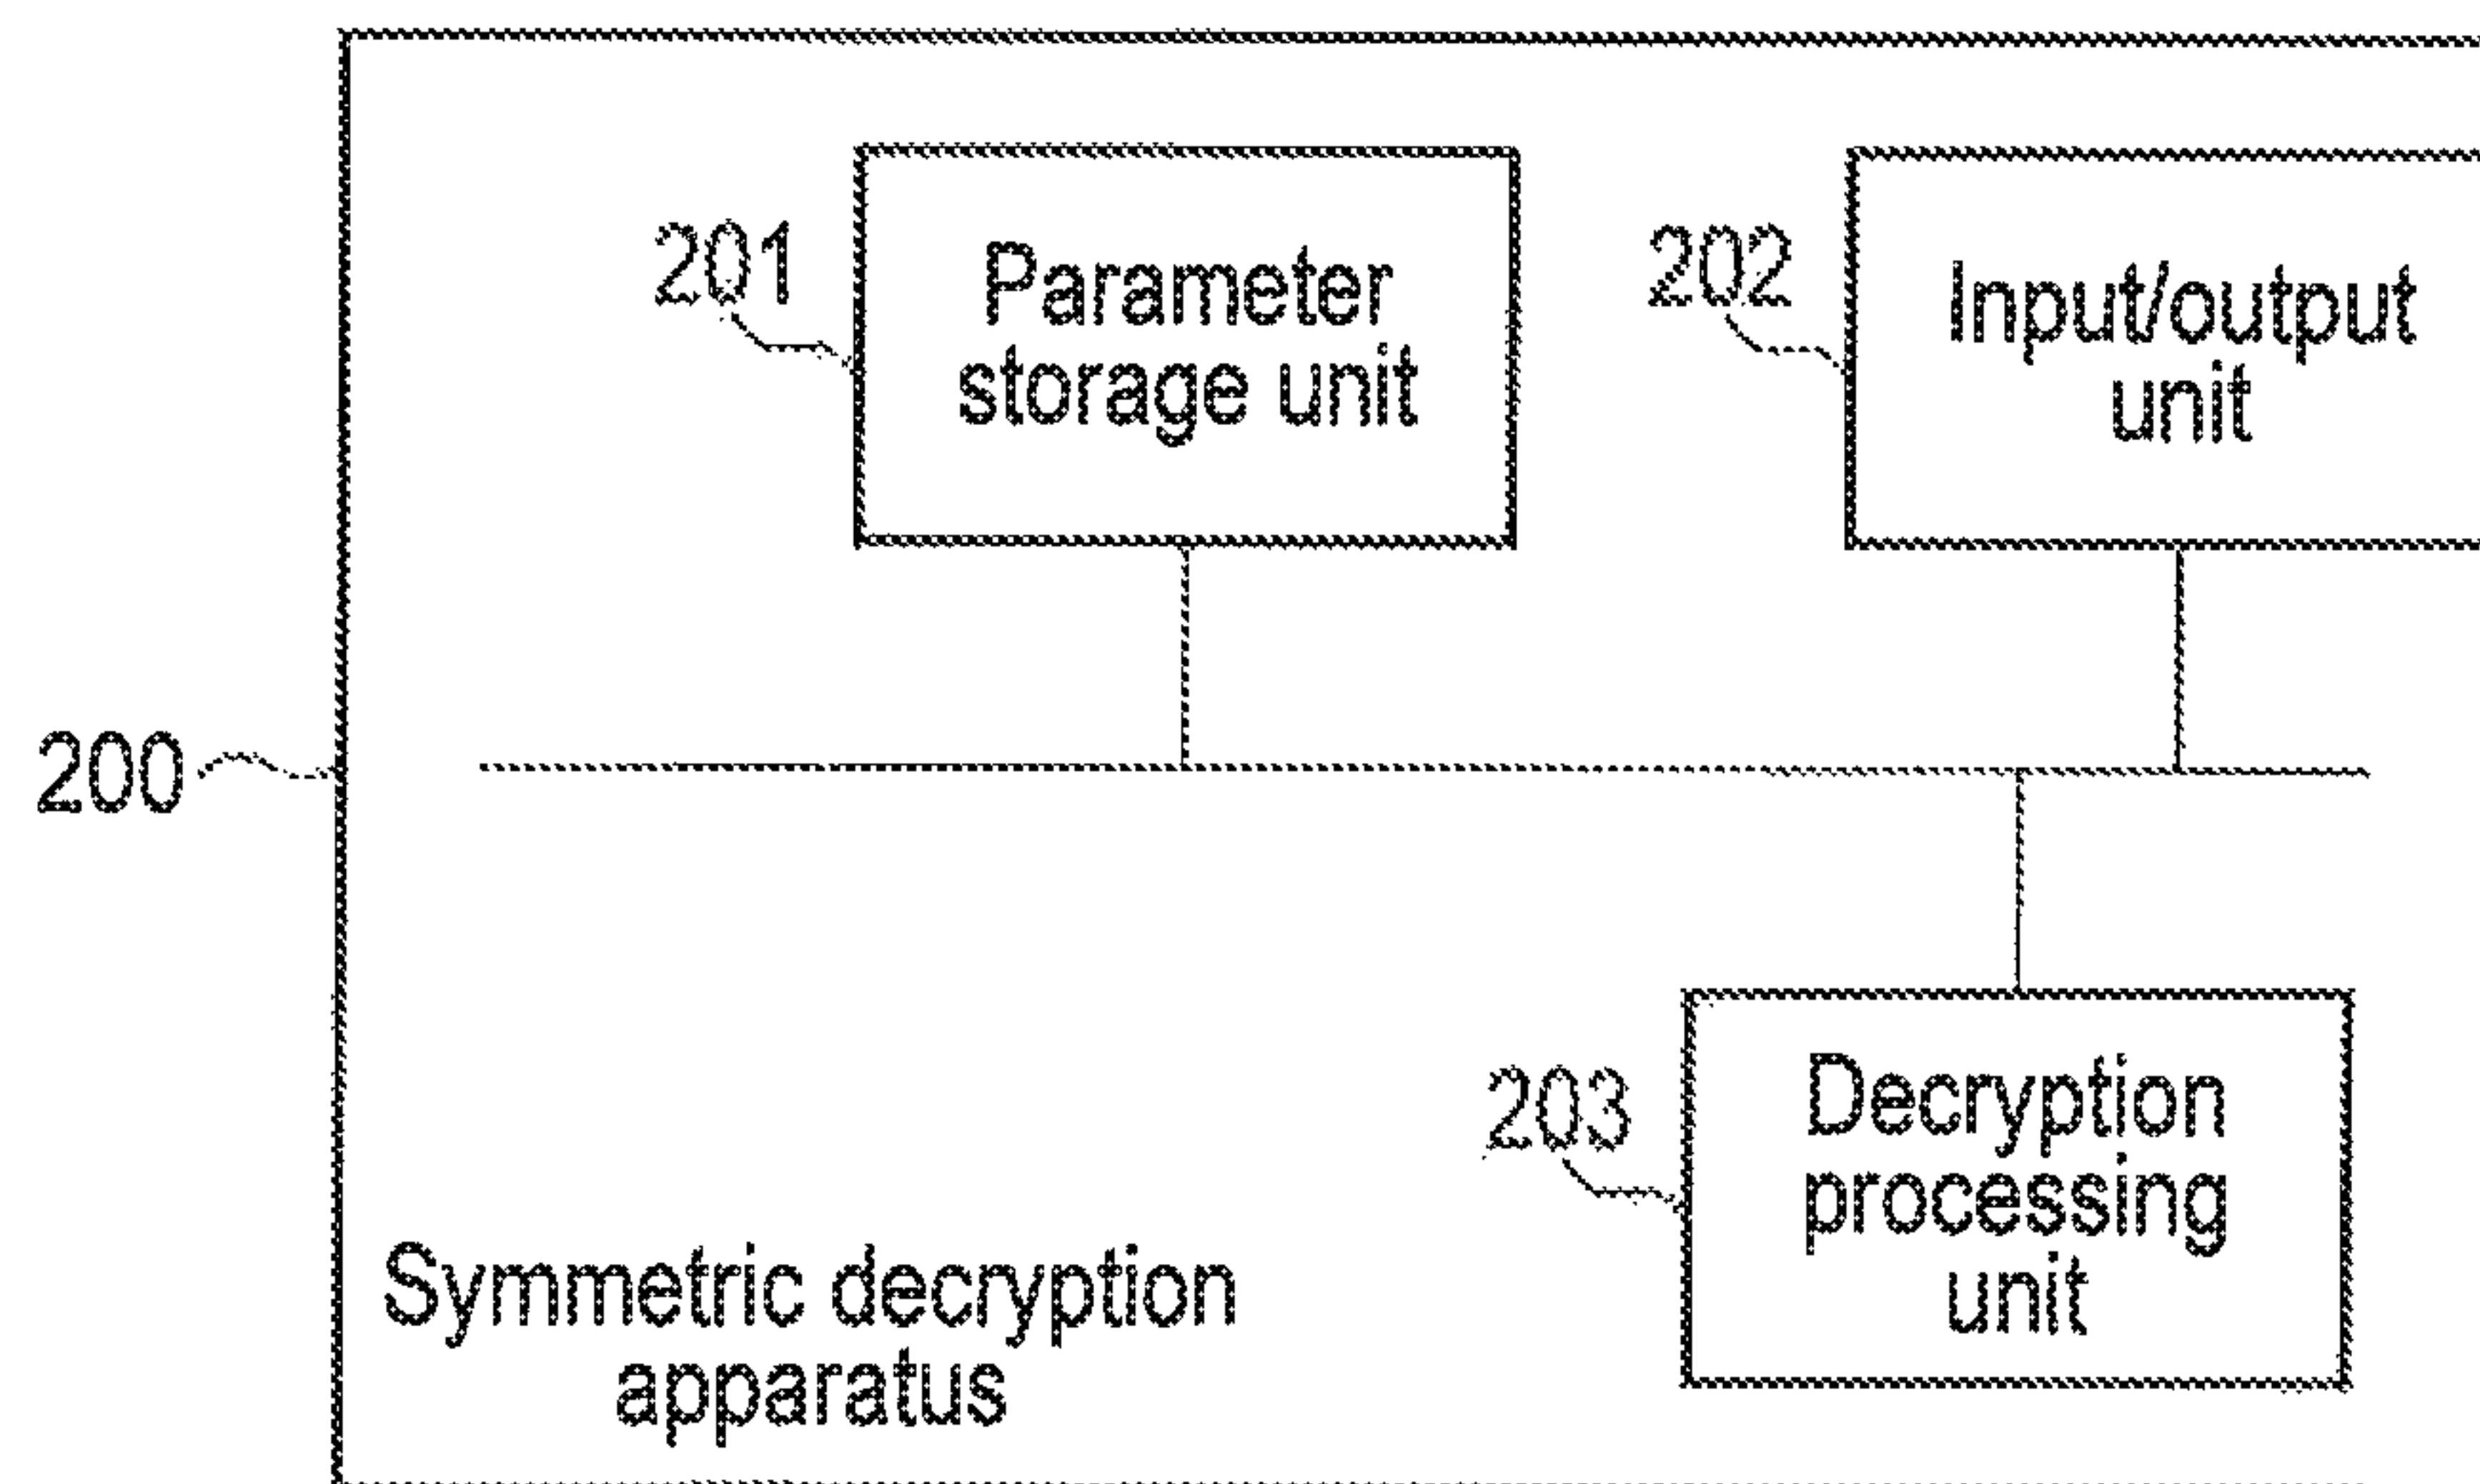 201
Parameter
storage unit
202
Input/output
unit
200
203
Decryption
processing
unit
Symmetric decryption
apparatus